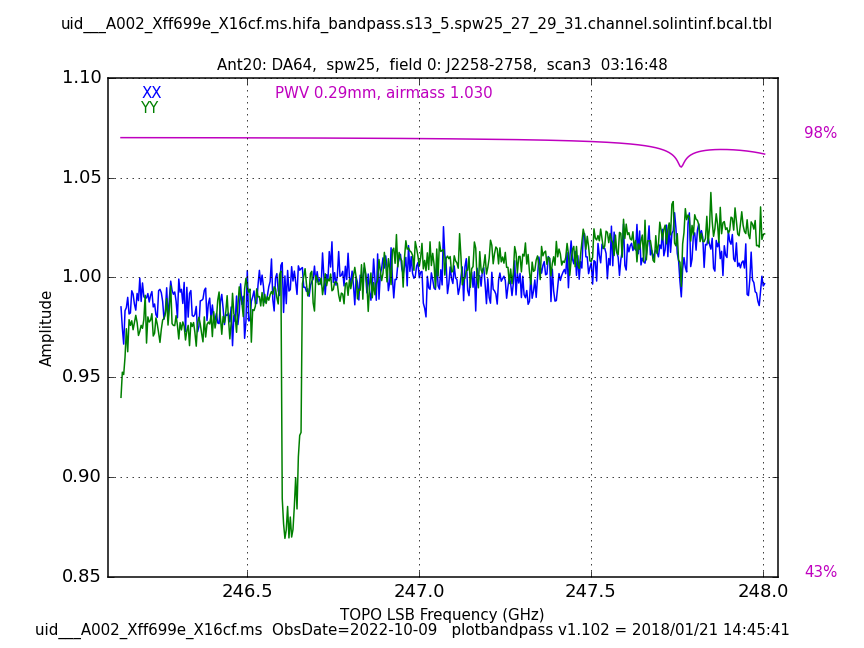 uid___A002_Xff699e_X16cf.ms.hifa_bandpass.s13_5.spw25_27_29_31.channel.solintinf.bcal.tbl
Ant20: DA64,  spw25,  field 0: J2258-2758,  scan3  03:16:48
1.10
XX
PWV 0.29mm, airmass 1.030
YY
98%
1.05
1.00
Amplitude
0.95
0.90
43%
0.85
246.5 247.0 247.5 248.0
TOPO LSB Frequency (GHz)
uid___A002_Xff699e_X16cf.ms  ObsDate=2022-10-09   plotbandpass v1.102 = 2018/01/21 14:45:41